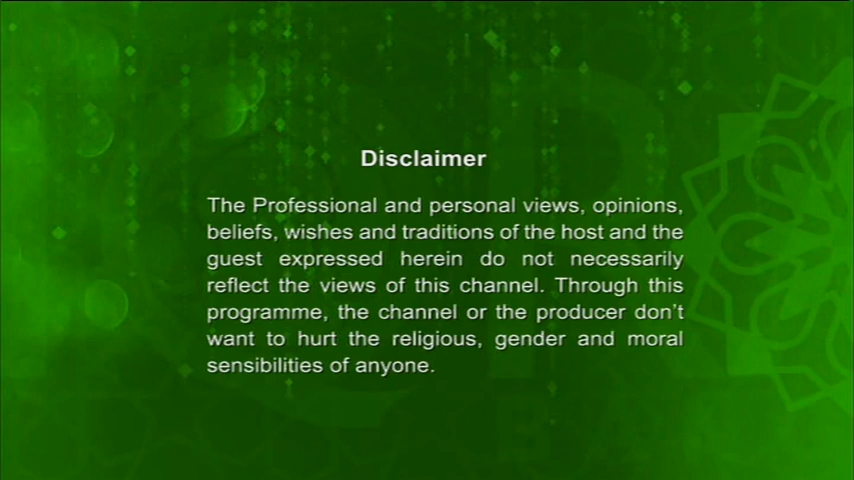 Disclaimer
The Professional and personal views, opinions,
beliefs, wishes and traditions of the host and the
guest expressed herein do not necessarily
reflect the views of this channel. Through this
programme, the channel or the producer don't
want to hurt the religious, gender and moral
sensibilities of anyone.